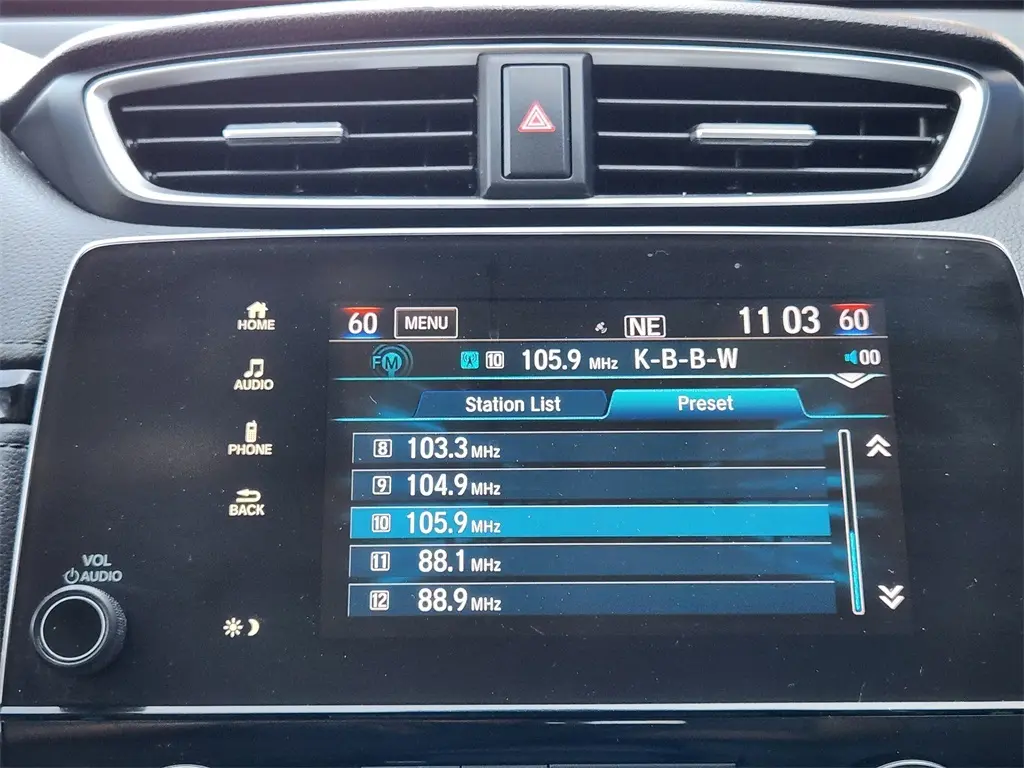 60 MENU NE 11 03 60
FM 10 105.9 MHz K-B-B-W 00
Station List Preset
8 103.3 MHz
9 104.9 MHz
10 105.9 MHz
11 88.1 MHz
12 88.9 MHz
HOME
AUDIO
PHONE
BACK
VOL
AUDIO